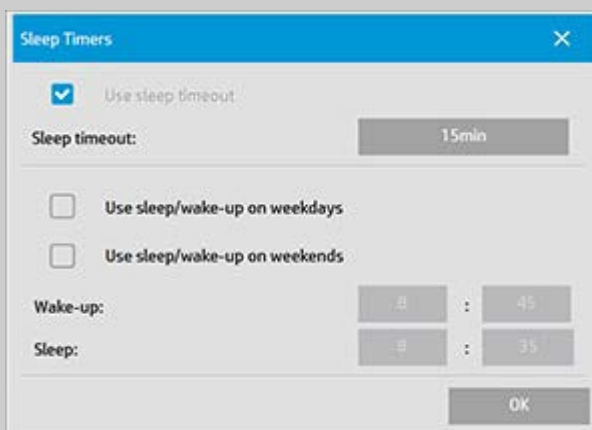 Sleep Timers
Use sleep timeout
Sleep timeout: 15min
Use sleep/wake-up on weekdays
Use sleep/wake-up on weekends
Wake-up: 8 : 45
Sleep: 8 : 35
OK